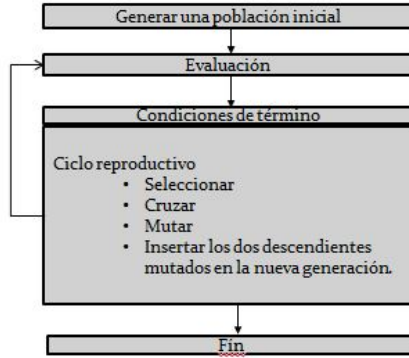 Generar una población inicial
Evaluación
Condiciones de término
Ciclo reproductivo
• Seleccionar
• Cruzar
• Mutar
• Insertar los dos descendientes
mutados en la nueva generación.
Fín